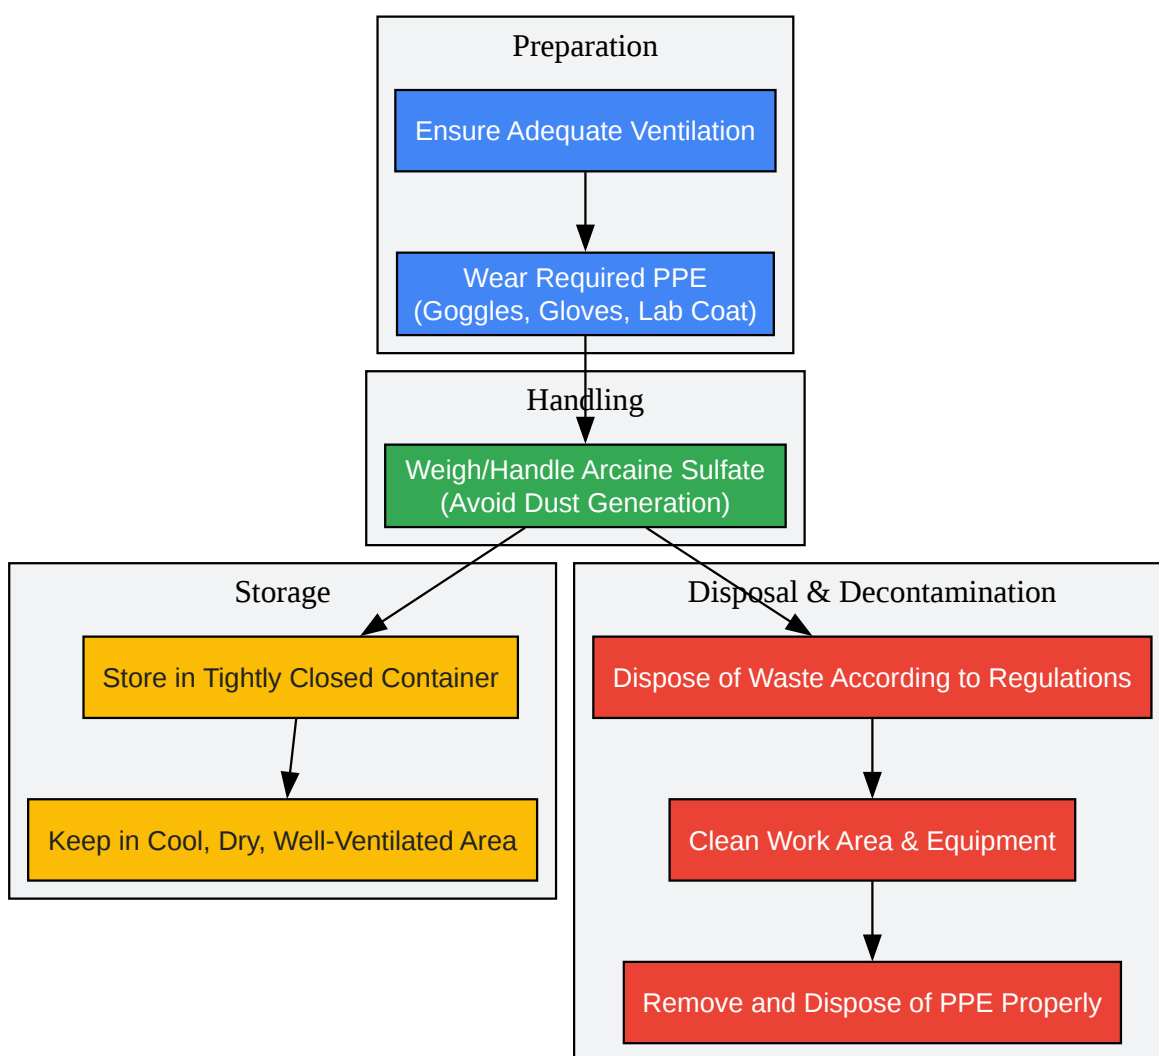 Preparation
Ensure Adequate Ventilation
Wear Required PPE
(Goggles, Gloves, Lab Coat)
Handling
Weigh/Handle Arcaine Sulfate
(Avoid Dust Generation)
Storage
Store in Tightly Closed Container
Keep in Cool, Dry, Well-Ventilated Area
Disposal & Decontamination
Dispose of Waste According to Regulations
Clean Work Area & Equipment
Remove and Dispose of PPE Properly